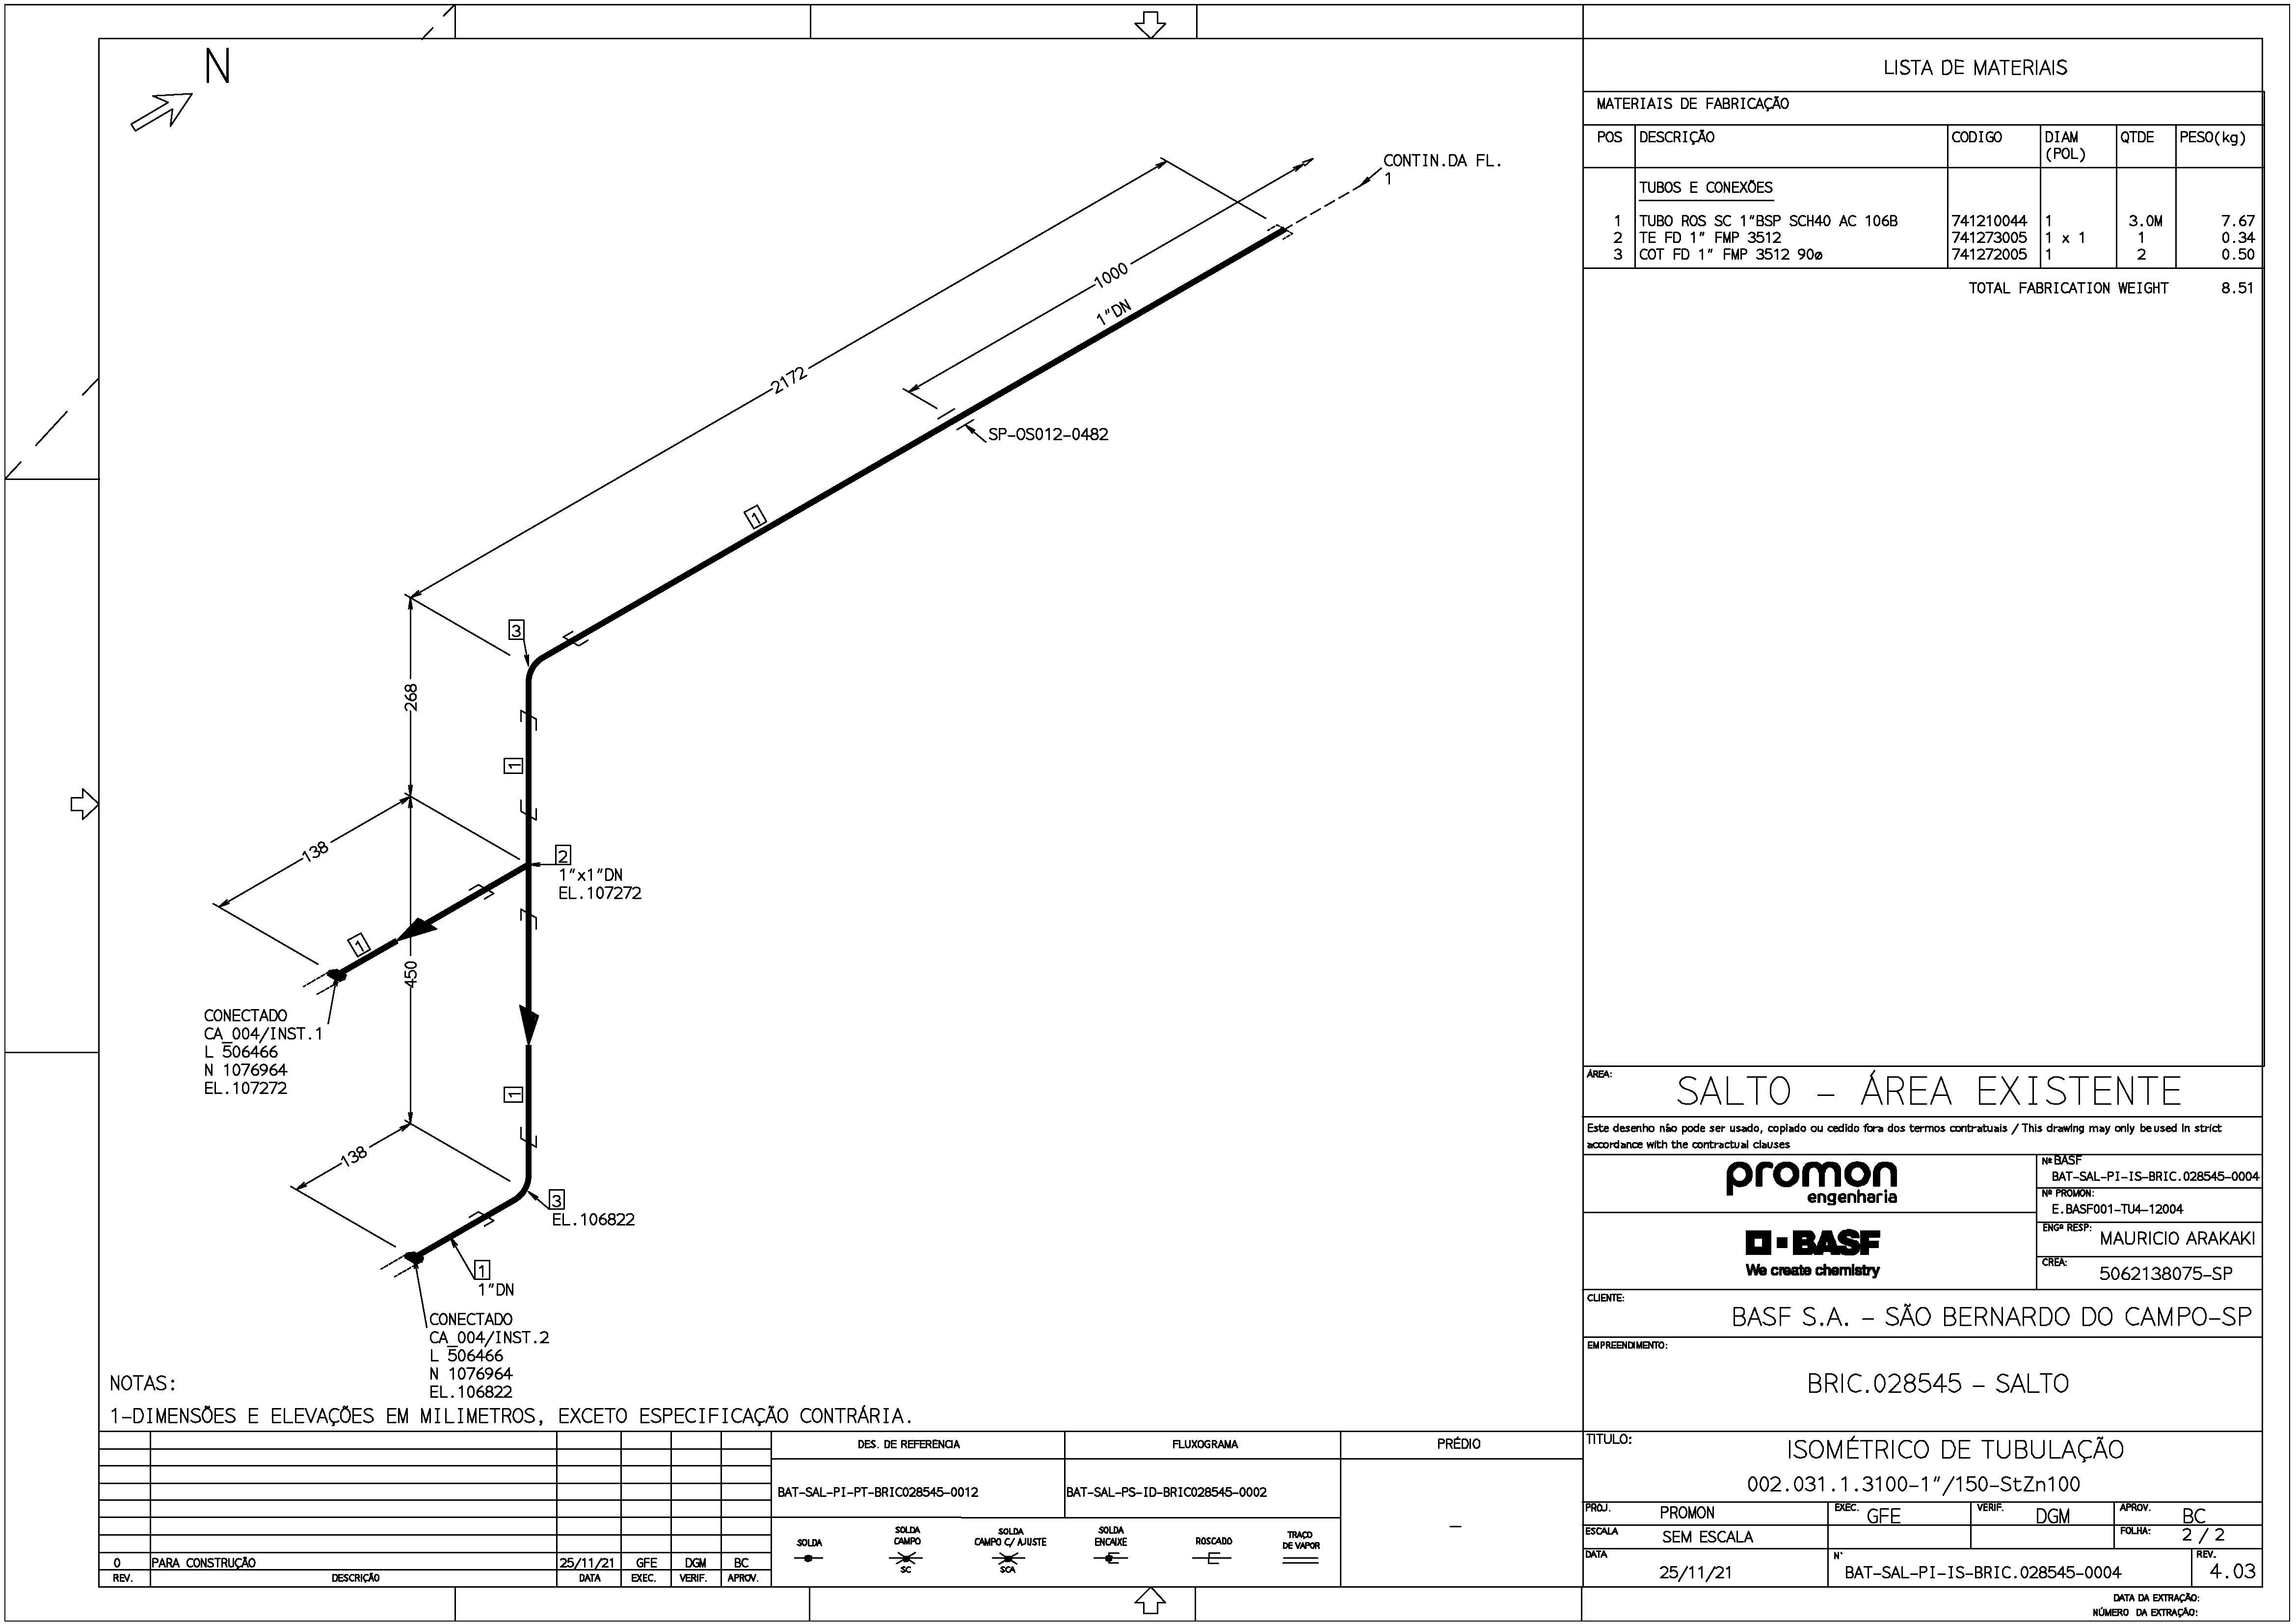 N
CONTIN.DA FL.
1
1000
1"DN
2172
SP-OS012-0482
1
3
268
1
138
2
1"x1"DN
EL.107272
1
450
CONECTADO
CA_004/INST.1
L 506466
N 1076964
EL.107272
1
138
3
EL.106822
1
1"DN
CONECTADO
CA_004/INST.2
L 506466
N 1076964
EL.106822
NOTAS:
1-DIMENSÕES E ELEVAÇÕES EM MILIMETROS, EXCETO ESPECIFICAÇÃO CONTRÁRIA.
LISTA DE MATERIAIS
MATERIAIS DE FABRICAÇÃO
POS DESCRIÇÃO CODIGO DIAM (POL) QTDE PESO(kg)
TUBOS E CONEXÕES
1 TUBO ROS SC 1"BSP SCH40 AC 106B 741210044 1 3.0M 7.67
2 TE FD 1" FMP 3512 741273005 1 x 1 1 0.34
3 COT FD 1" FMP 3512 90ø 741272005 1 2 0.50
TOTAL FABRICATION WEIGHT 8.51
ÁREA:
SALTO - ÁREA EXISTENTE
Este desenho não pode ser usado, copiado ou cedido fora dos termos contratuais / This drawing may only be used in strict
accordance with the contractual clauses
promon
engenharia
Nº BASF
BAT-SAL-PI-IS-BRIC.028545-0004
Nº PROMON:
E.BASF001-TU4-12004
BASF
We create chemistry
ENGº RESP:
MAURICIO ARAKAKI
CREA:
5062138075-SP
CLIENTE:
BASF S.A. - SÃO BERNARDO DO CAMPO-SP
EMPREENDIMENTO:
BRIC.028545 - SALTO
TITULO:
ISOMÉTRICO DE TUBULAÇÃO
002.031.1.3100-1"/150-StZn100
PROJ. PROMON EXEC. GFE VERIF. DGM APROV. BC
ESCALA SEM ESCALA FOLHA: 2 / 2
DATA 25/11/21 N° BAT-SAL-PI-IS-BRIC.028545-0004 REV. 4.03
DATA DA EXTRAÇÃO:
NÚMERO DA EXTRAÇÃO:
DES. DE REFERÊNCIA FLUXOGRAMA PRÉDIO
BAT-SAL-PI-PT-BRIC028545-0012 BAT-SAL-PS-ID-BRIC028545-0002 -
SOLDA
SOLDA CAMPO SC
SOLDA CAMPO C/ AJUSTE SCA
SOLDA ENCAIXE
ROSCADO
TRAÇO DE VAPOR
0 PARA CONSTRUÇÃO 25/11/21 GFE DGM BC
REV. DESCRIÇÃO DATA EXEC. VERIF. APROV.